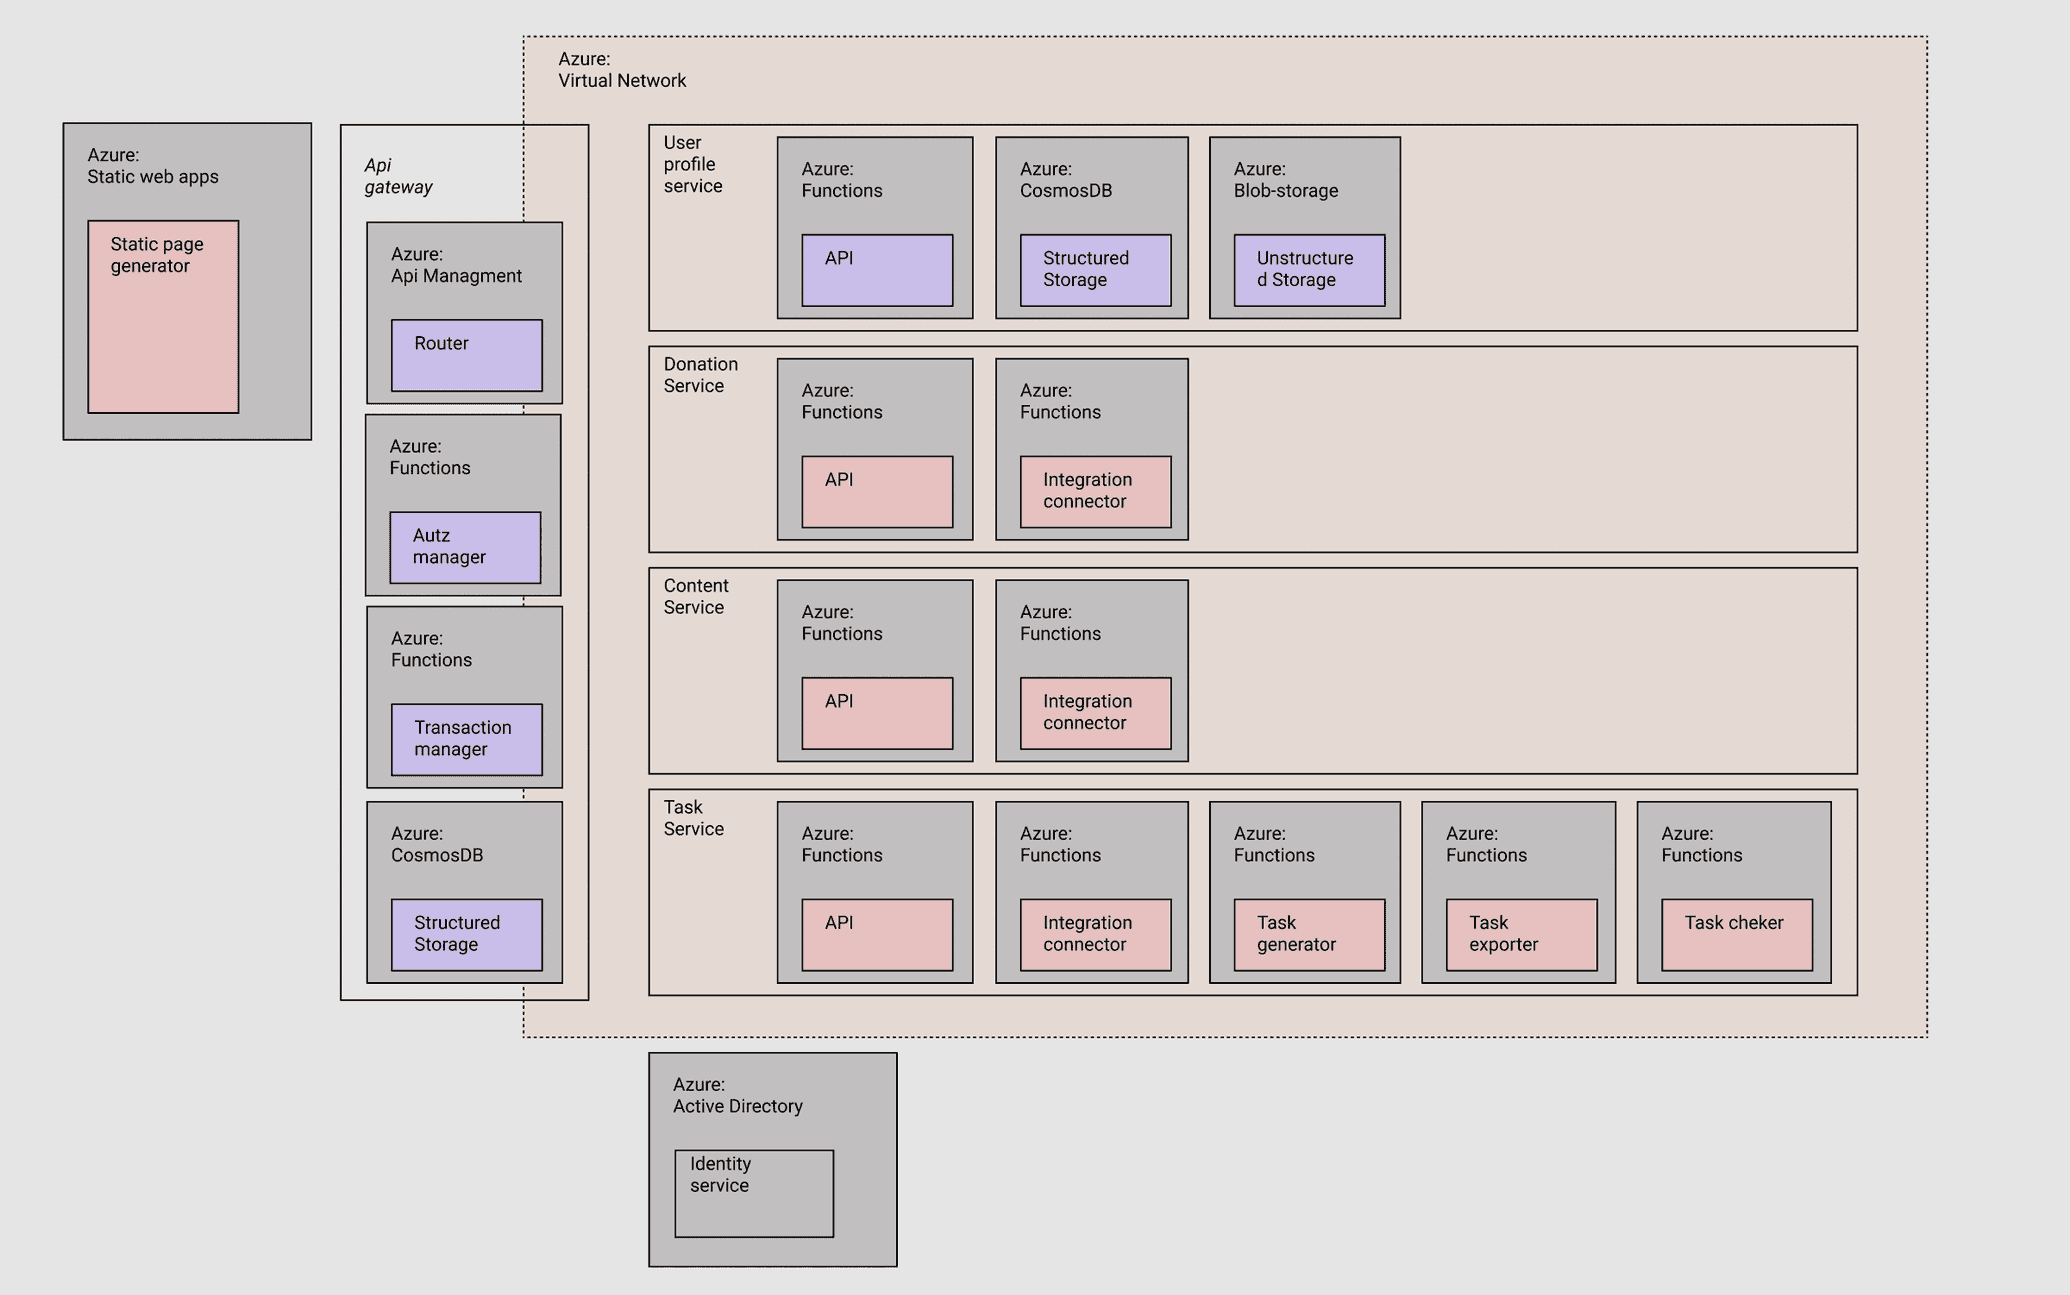 Azure:
Virtual Network
Azure:
Static web apps
Static page
generator
Api
gateway
Azure:
Api Managment
Router
Azure:
Functions
Autz
manager
Azure:
Functions
Transaction
manager
Azure:
CosmosDB
Structured
Storage
User
profile
service
Azure:
Functions
API
Azure:
CosmosDB
Structured
Storage
Azure:
Blob-storage
Unstructure
d Storage
Donation
Service
Azure:
Functions
API
Azure:
Functions
Integration
connector
Content
Service
Azure:
Functions
API
Azure:
Functions
Integration
connector
Task
Service
Azure:
Functions
API
Azure:
Functions
Integration
connector
Azure:
Functions
Task
generator
Azure:
Functions
Task
exporter
Azure:
Functions
Task cheker
Azure:
Active Directory
Identity
service